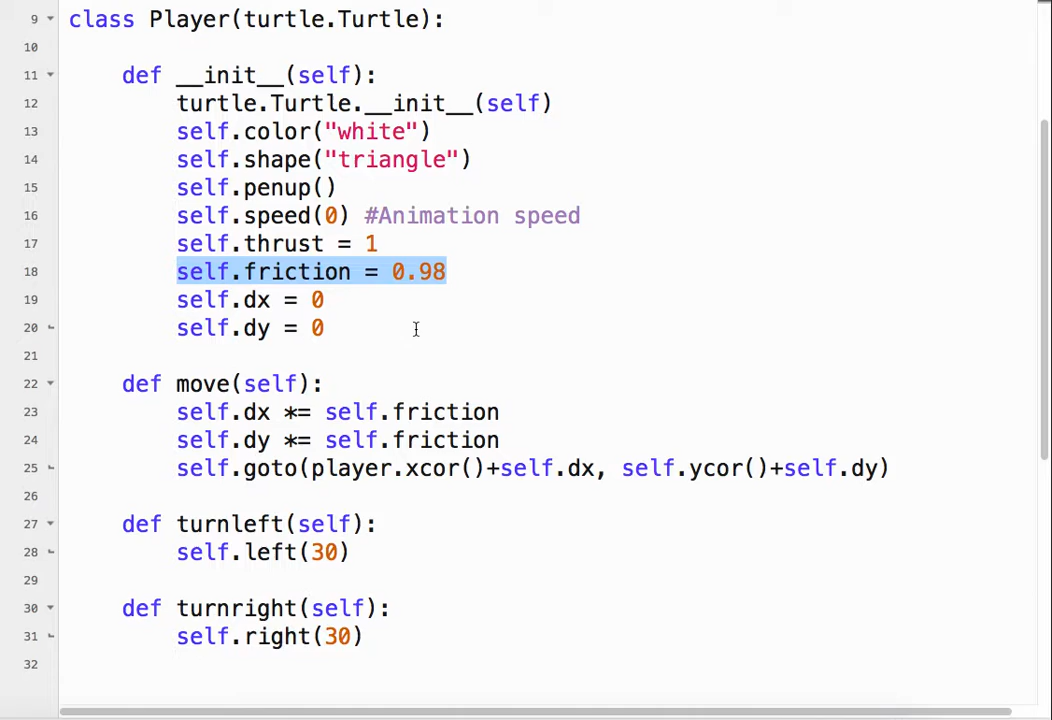 9 class Player(turtle.Turtle):
10
11 def __init__(self):
12 turtle.Turtle.__init__(self)
13 self.color("white")
14 self.shape("triangle")
15 self.penup()
16 self.speed(0) #Animation speed
17 self.thrust = 1
18 self.friction = 0.98
19 self.dx = 0
20 self.dy = 0
21
22 def move(self):
23 self.dx *= self.friction
24 self.dy *= self.friction
25 self.goto(player.xcor()+self.dx, self.ycor()+self.dy)
26
27 def turnleft(self):
28 self.left(30)
29
30 def turnright(self):
31 self.right(30)
32